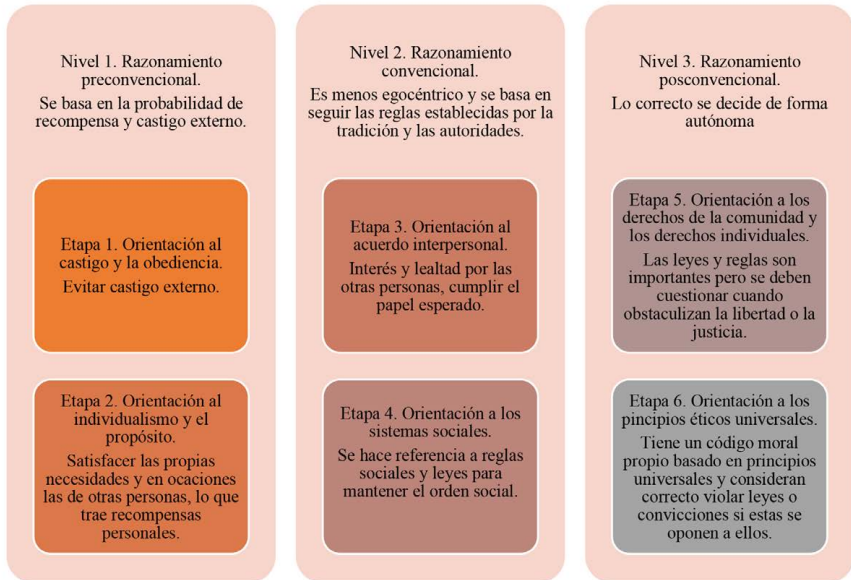 Nivel 1. Razonamiento
preconvencional.
Se basa en la probabilidad de
recompensa y castigo externo.
Etapa 1. Orientación al
castigo y la obediencia.
Evitar castigo externo.
Etapa 2. Orientación al
individualismo y el
propósito.
Satisfacer las propias
necesidades y en ocaciones
las de otras personas, lo que
trae recompensas
personales.
Nivel 2. Razonamiento
convencional.
Es menos egocéntrico y se basa en
seguir las reglas establecidas por la
tradición y las autoridades.
Etapa 3. Orientación al
acuerdo interpersonal.
Interés y lealtad por las
otras personas, cumplir el
papel esperado.
Etapa 4. Orientación a los
sistemas sociales.
Se hace referencia a reglas
sociales y leyes para
mantener el orden social.
Nivel 3. Razonamiento
posconvencional.
Lo correcto se decide de forma
autónoma
Etapa 5. Orientación a los
derechos de la comunidad y
los derechos individuales.
Las leyes y reglas son
importantes pero se deben
cuestionar cuando
obstaculizan la libertad o la
justicia.
Etapa 6. Orientación a los
pincipios éticos universales.
Tiene un código moral
propio basado en principios
universales y consideran
correcto violar leyes o
convicciones si estas se
oponen a ellos.